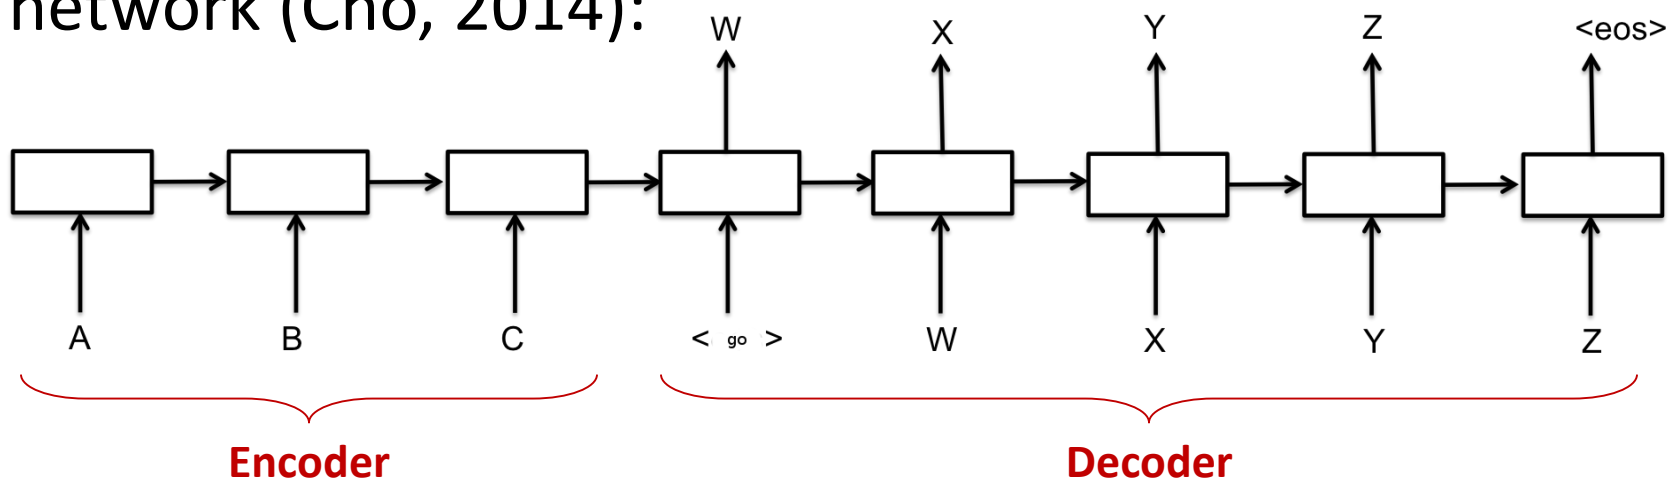 network (Cho, 2014):
W X Y Z <eos>
A B C < go > W X Y Z
Encoder Decoder